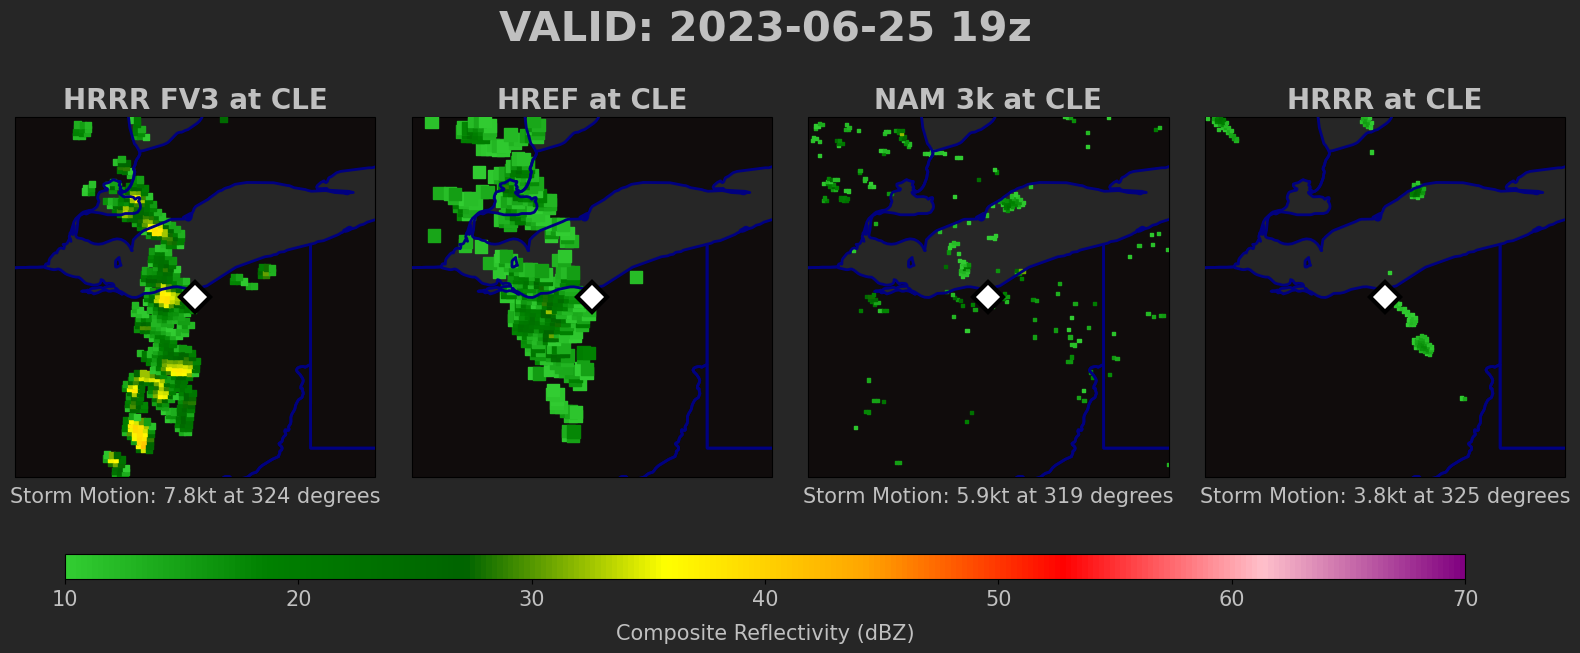 VALID: 2023-06-25 19z
HRRR FV3 at CLE
HREF at CLE
NAM 3k at CLE
HRRR at CLE
Storm Motion: 7.8kt at 324 degrees
Storm Motion: 5.9kt at 319 degrees
Storm Motion: 3.8kt at 325 degrees
10 20 30 40 50 60 70
Composite Reflectivity (dBZ)